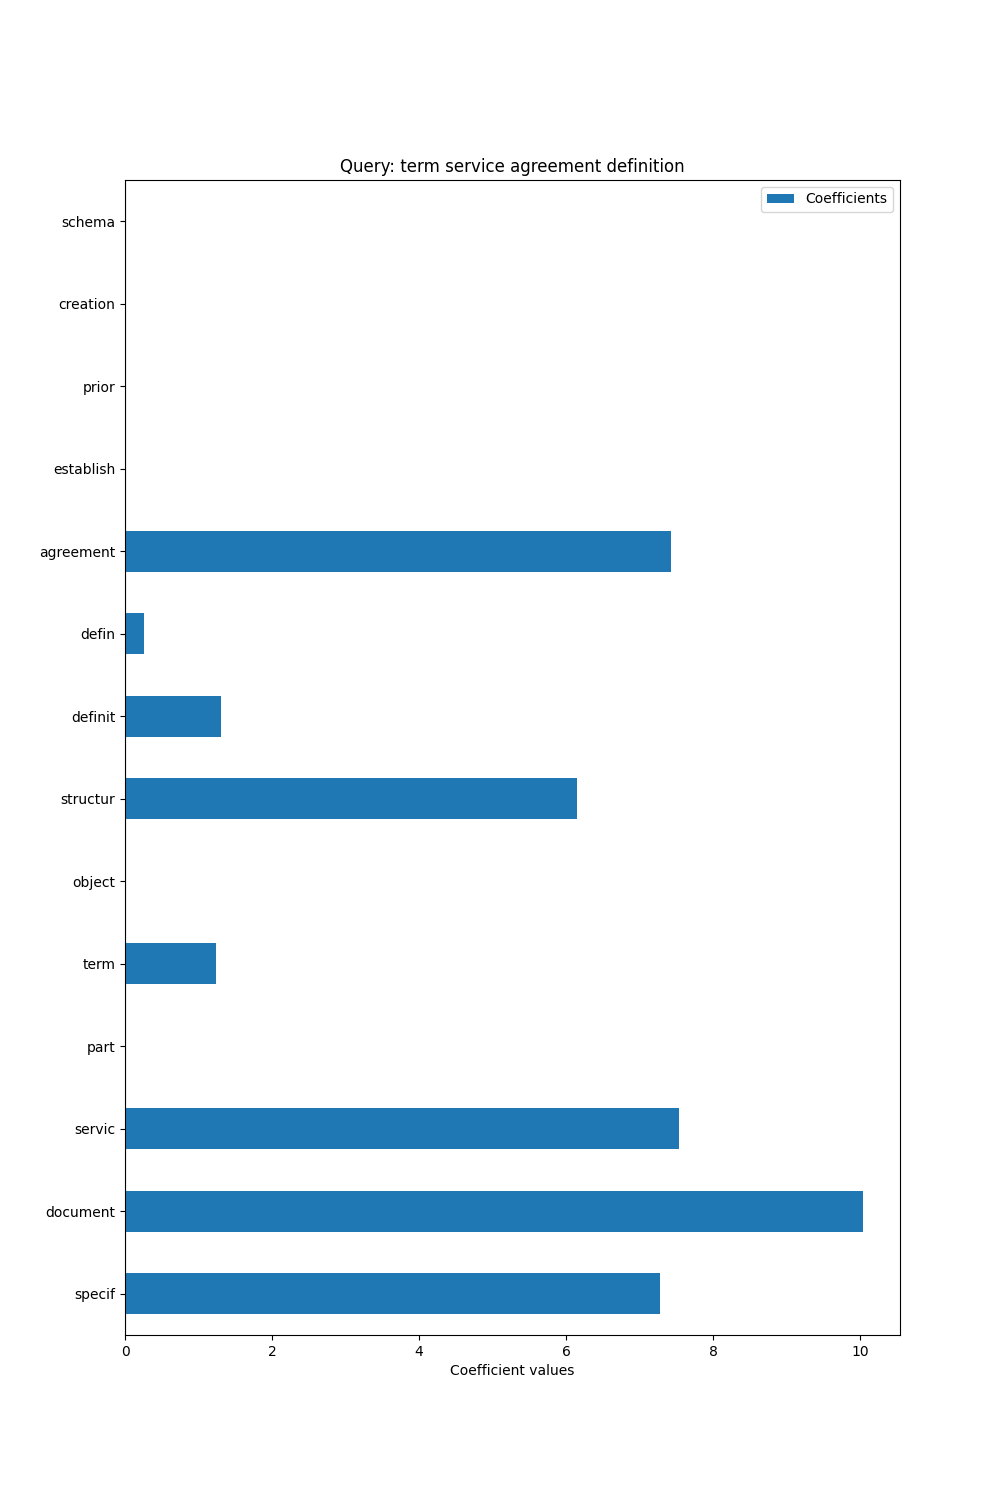 Query: term service agreement definition
Coefficients
schema
creation
prior
establish
agreement
defin
definit
structur
object
term
part
servic
document
specif
0 2 4 6 8 10
Coefficient values